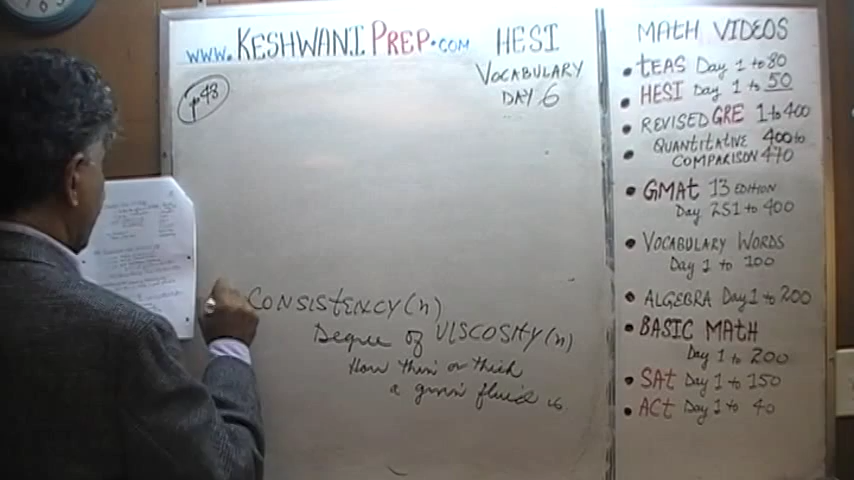 www.KESHWANIPREP.COM HESI
VOCABULARY
DAY 6
p48
CONSISTENCY(n)
Degree of VISCOSITY(n)
How thin or thick
a given fluid is.
MATH VIDEOS
• tEAS Day 1 to 80
• HESI Day 1 to 50
• REVISED GRE 1 to 400
• QUANTITATIVE 400 to
COMPARISON 470
• GMAt 13 EDITION
Day 251 to 400
• VOCABULARY WORDS
Day 1 to 100
• ALGEBRA Day 1 to 200
• BASIC MATH
Day 1 to 200
• SAt Day 1 to 150
• ACt Day 1 to 40